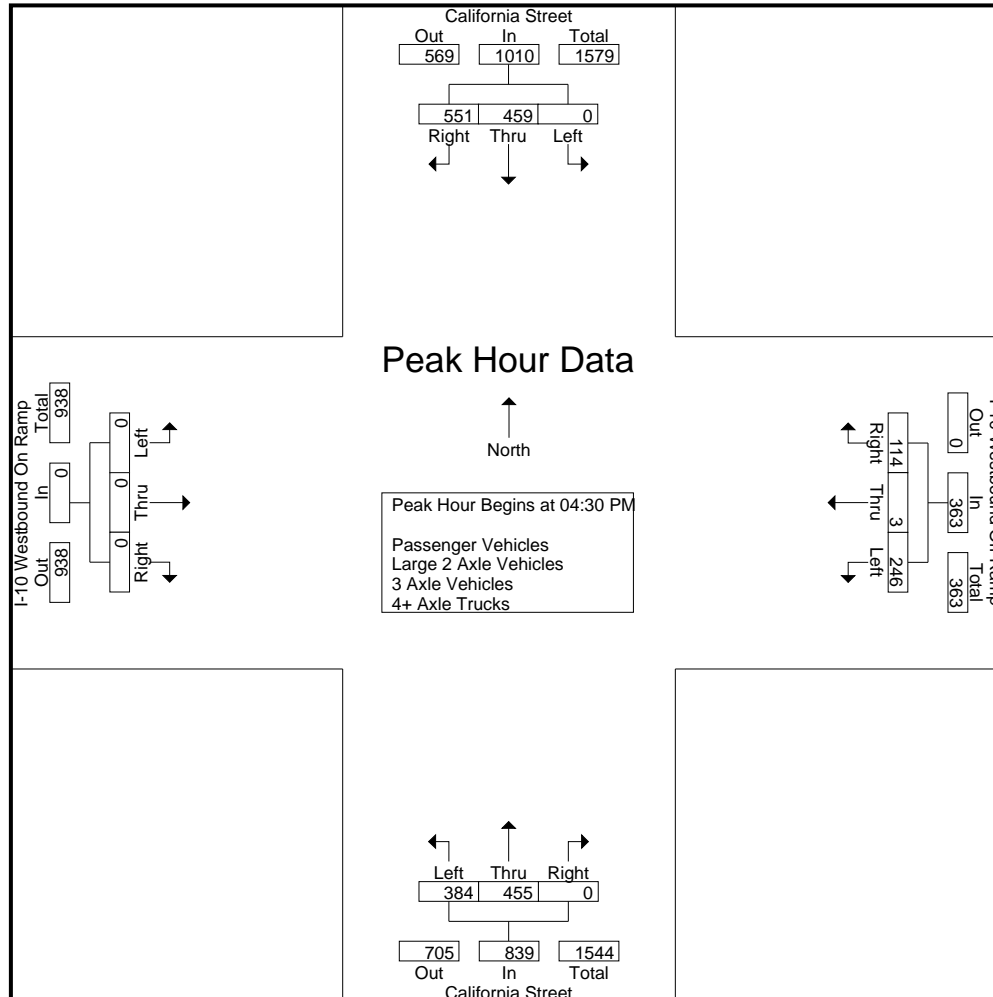 California Street
Out In Total
569 1010 1579
551 459 0
Right Thru Left
Peak Hour Data
North
Peak Hour Begins at 04:30 PM
Passenger Vehicles
Large 2 Axle Vehicles
3 Axle Vehicles
4+ Axle Trucks
I-10 Westbound On Ramp
Total In Out
938 0 938
0 0 0
Left Thru Right
Right Thru Left
114 3 246
Out In Total
0 363 363
Left Thru Right
384 455 0
705 839 1544
Out In Total
California Street